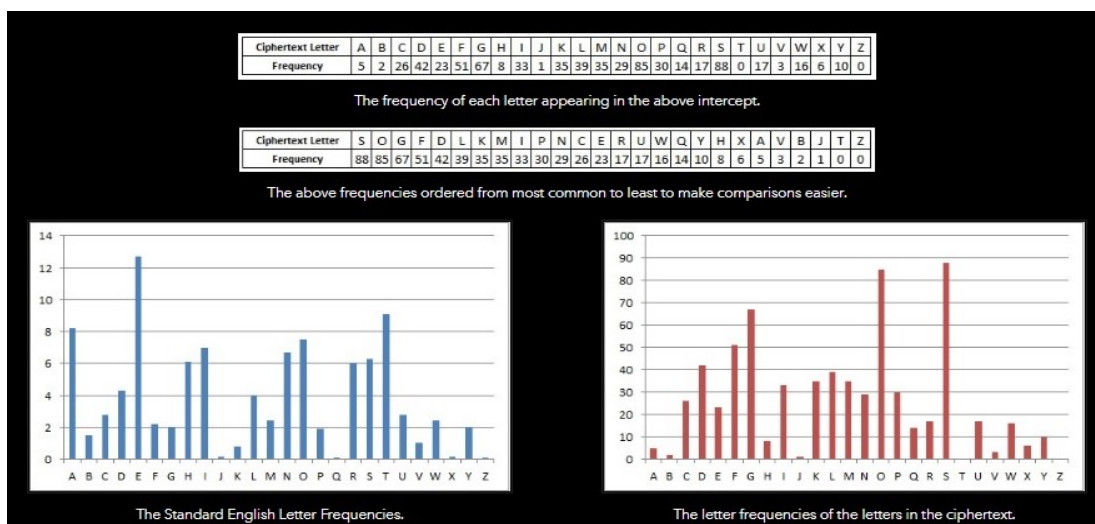 Ciphertext Letter A B C D E F G H I J K L M N O P Q R S T U V W X Y Z
Frequency 5 2 26 42 23 51 67 8 33 1 35 39 35 29 85 30 14 17 88 0 17 3 16 6 10 0
The frequency of each letter appearing in the above intercept.
Ciphertext Letter S O G F D L K M I P N C E R U W Q Y H X A V B J T Z
Frequency 88 85 67 51 42 39 35 35 33 30 29 26 23 17 17 16 14 10 8 6 5 3 2 1 0 0
The above frequencies ordered from most common to least to make comparisons easier.
14
12
10
8
6
4
2
0
A B C D E F G H I J K L M N O P Q R S T U V W X Y Z
The Standard English Letter Frequencies.
100
90
80
70
60
50
40
30
20
10
0
A B C D E F G H I J K L M N O P Q R S T U V W X Y Z
The letter frequencies of the letters in the ciphertext.